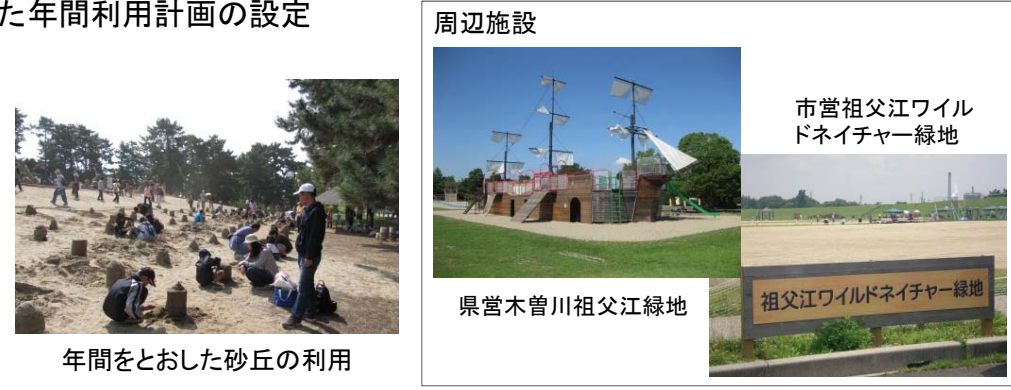 た年間利用計画の設定
周辺施設
市営祖父江ワイル
ドネイチャー緑地
祖父江ワイルドネイチャー緑地
県営木曽川祖父江緑地
年間をとおした砂丘の利用